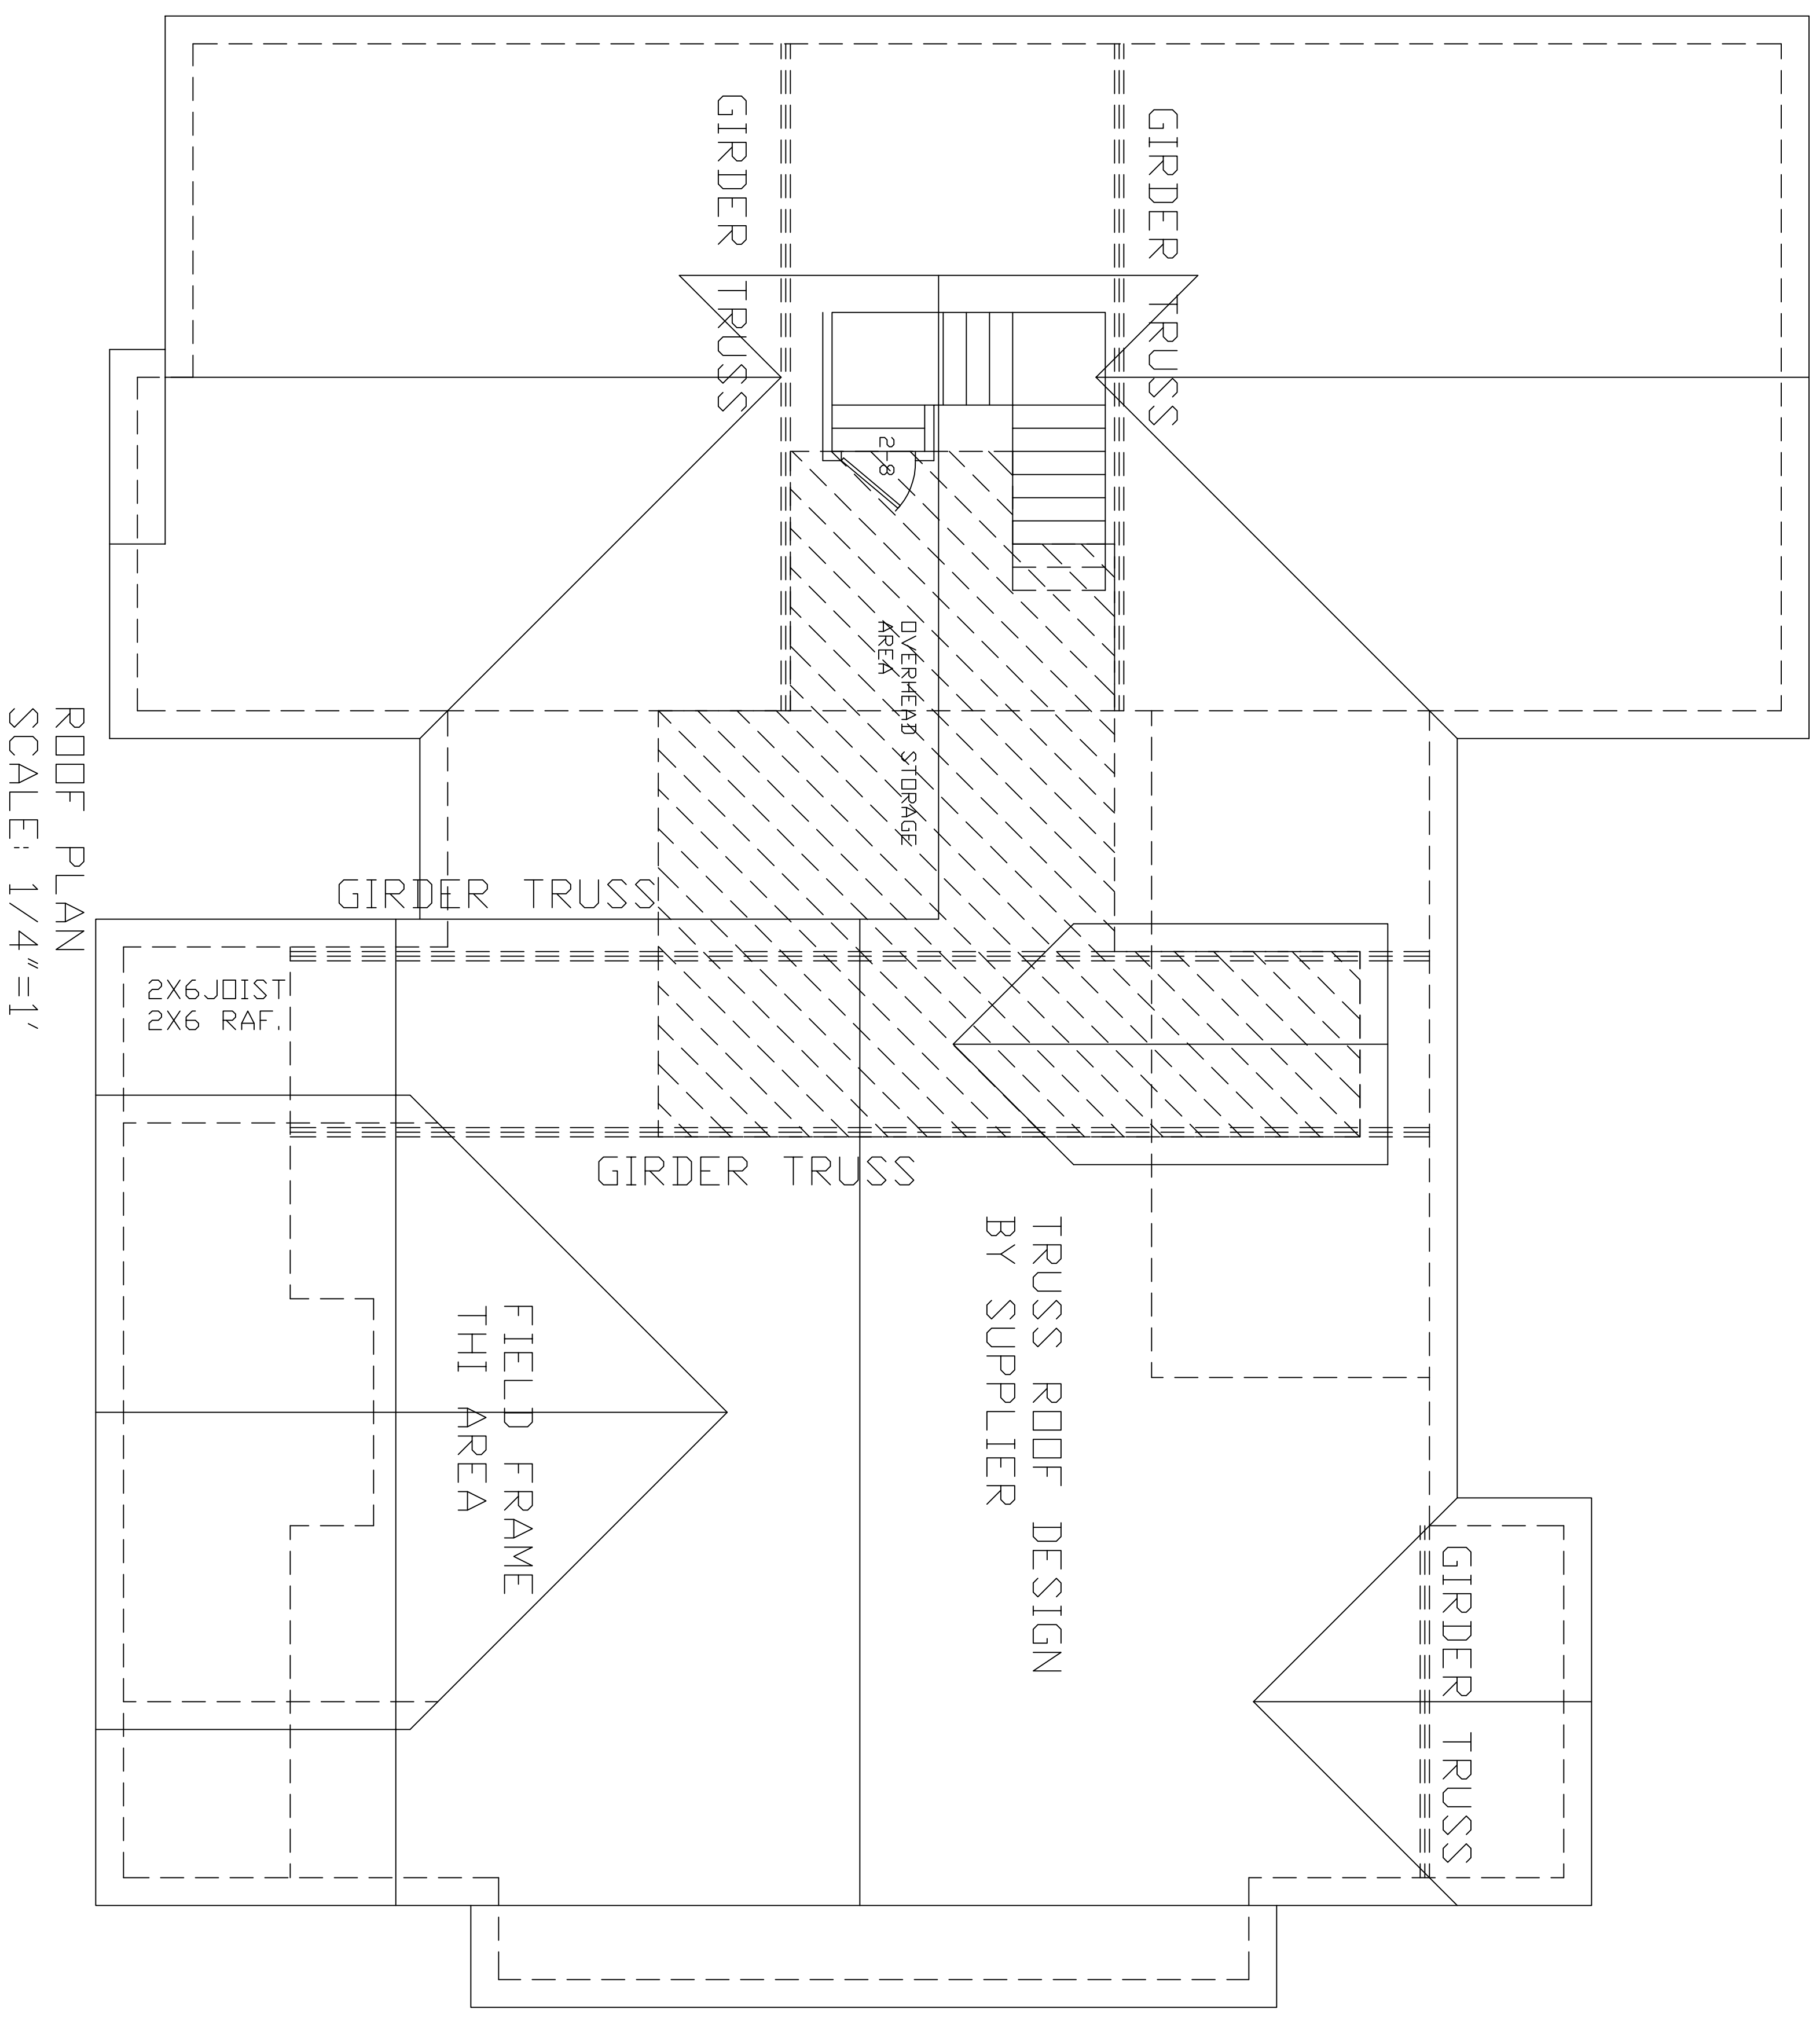 GIRDER TRUSS
GIRDER TRUSS
2-8
OVERHEAD STORAGE
AREA
ROOF PLAN
SCALE: 1/4"=1'
GIRDER TRUSS
2X6JOIST
2X6 RAF.
GIRDER TRUSS
TRUSS ROOF DESIGN
BY SUPPLIER
FIELD FRAME
THI AREA
GIRDER TRUSS